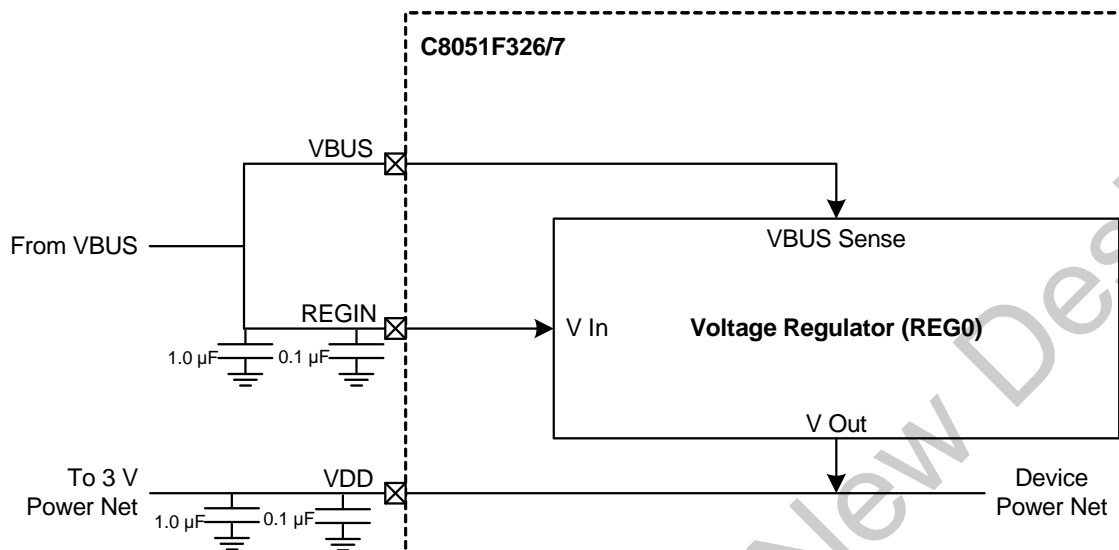 C8051F326/7
VBUS
From VBUS
VBUS Sense
REGIN
V In
Voltage Regulator (REG0)
1.0 µF
0.1 µF
V Out
To 3 V
Power Net
VDD
Device
Power Net
1.0 µF
0.1 µF
New